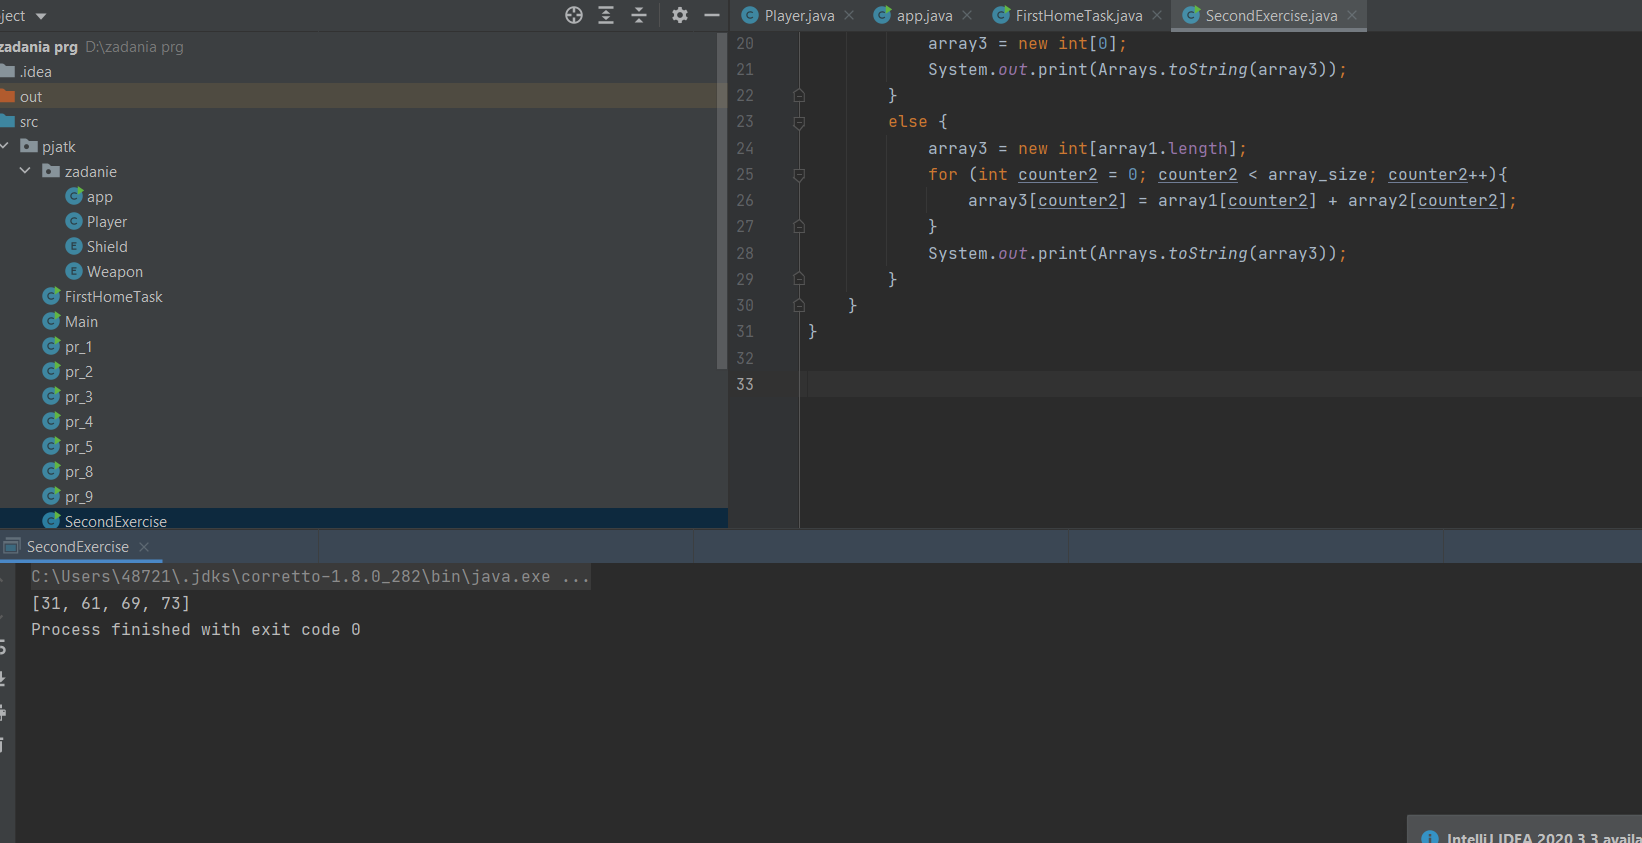 ject
zadania prg D:\zadania prg
.idea
out
src
pjatk
zadanie
app
Player
Shield
Weapon
FirstHomeTask
Main
pr_1
pr_2
pr_3
pr_4
pr_5
pr_8
pr_9
SecondExercise
Player.java
app.java
FirstHomeTask.java
SecondExercise.java
20 array3 = new int[0];
21 System.out.print(Arrays.toString(array3));
22 }
23 else {
24 array3 = new int[array1.length];
25 for (int counter2 = 0; counter2 < array_size; counter2++){
26 array3[counter2] = array1[counter2] + array2[counter2];
27 }
28 System.out.print(Arrays.toString(array3));
29 }
30 }
31 }
32
33
SecondExercise
C:\Users\48721\.jdks\corretto-1.8.0_282\bin\java.exe ...
[31, 61, 69, 73]
Process finished with exit code 0
IntelliJ IDEA 2020.3.3 availa